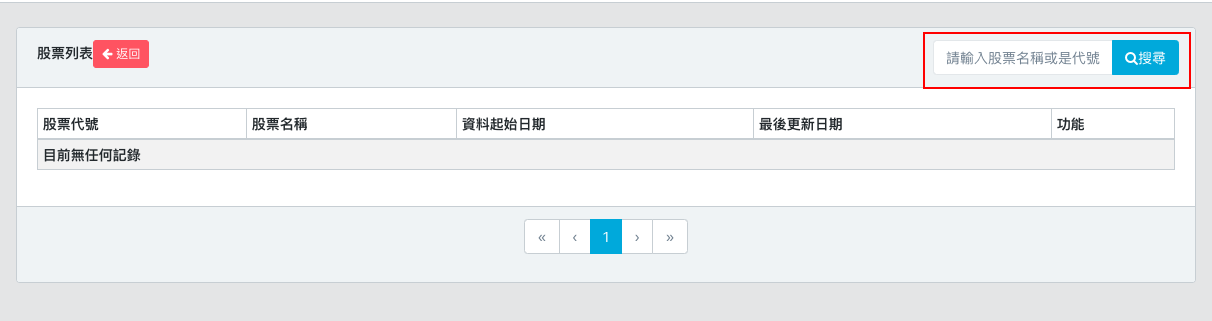 股票列表 返回
請輸入股票名稱或是代號 搜尋
股票代號 股票名稱 資料起始日期 最後更新日期 功能
目前無任何記錄
« ‹ 1 › »